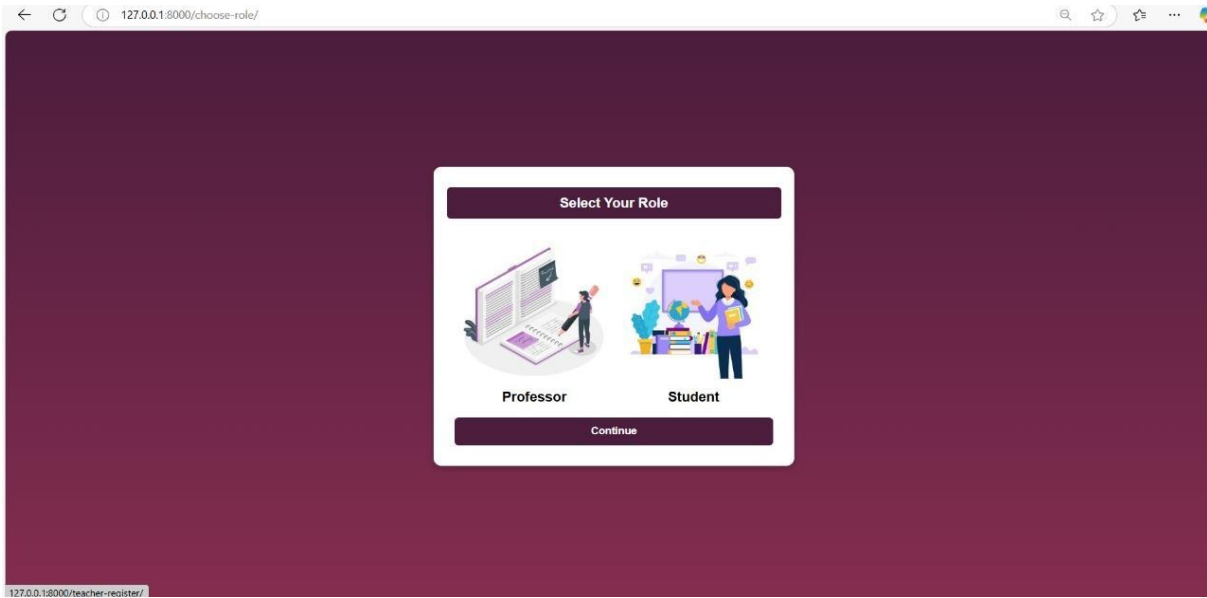 127.0.0.1:8000/choose-role/
Select Your Role
Professor
Student
Continue
127.0.0.1:8000/teacher-register/